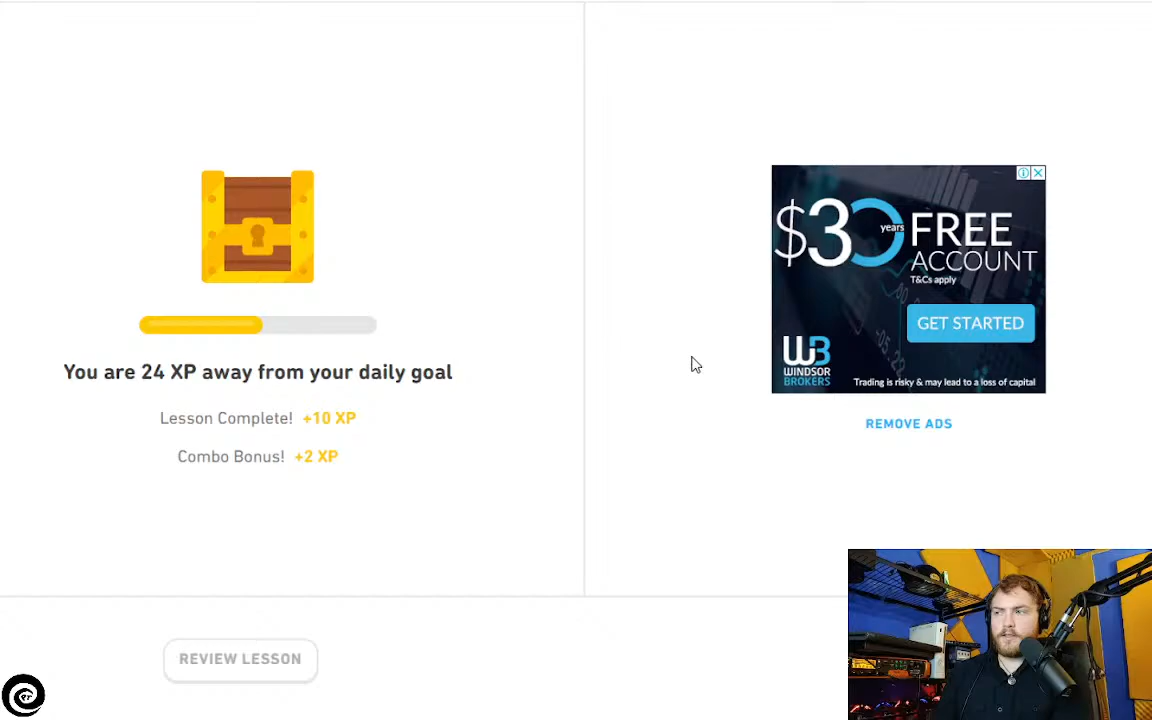 You are 24 XP away from your daily goal
Lesson Complete! +10 XP
Combo Bonus! +2 XP
REVIEW LESSON
$30 years FREE
ACCOUNT
T&Cs apply
GET STARTED
WB
WINDSOR
BROKERS
Trading is risky & may lead to a loss of capital
REMOVE ADS